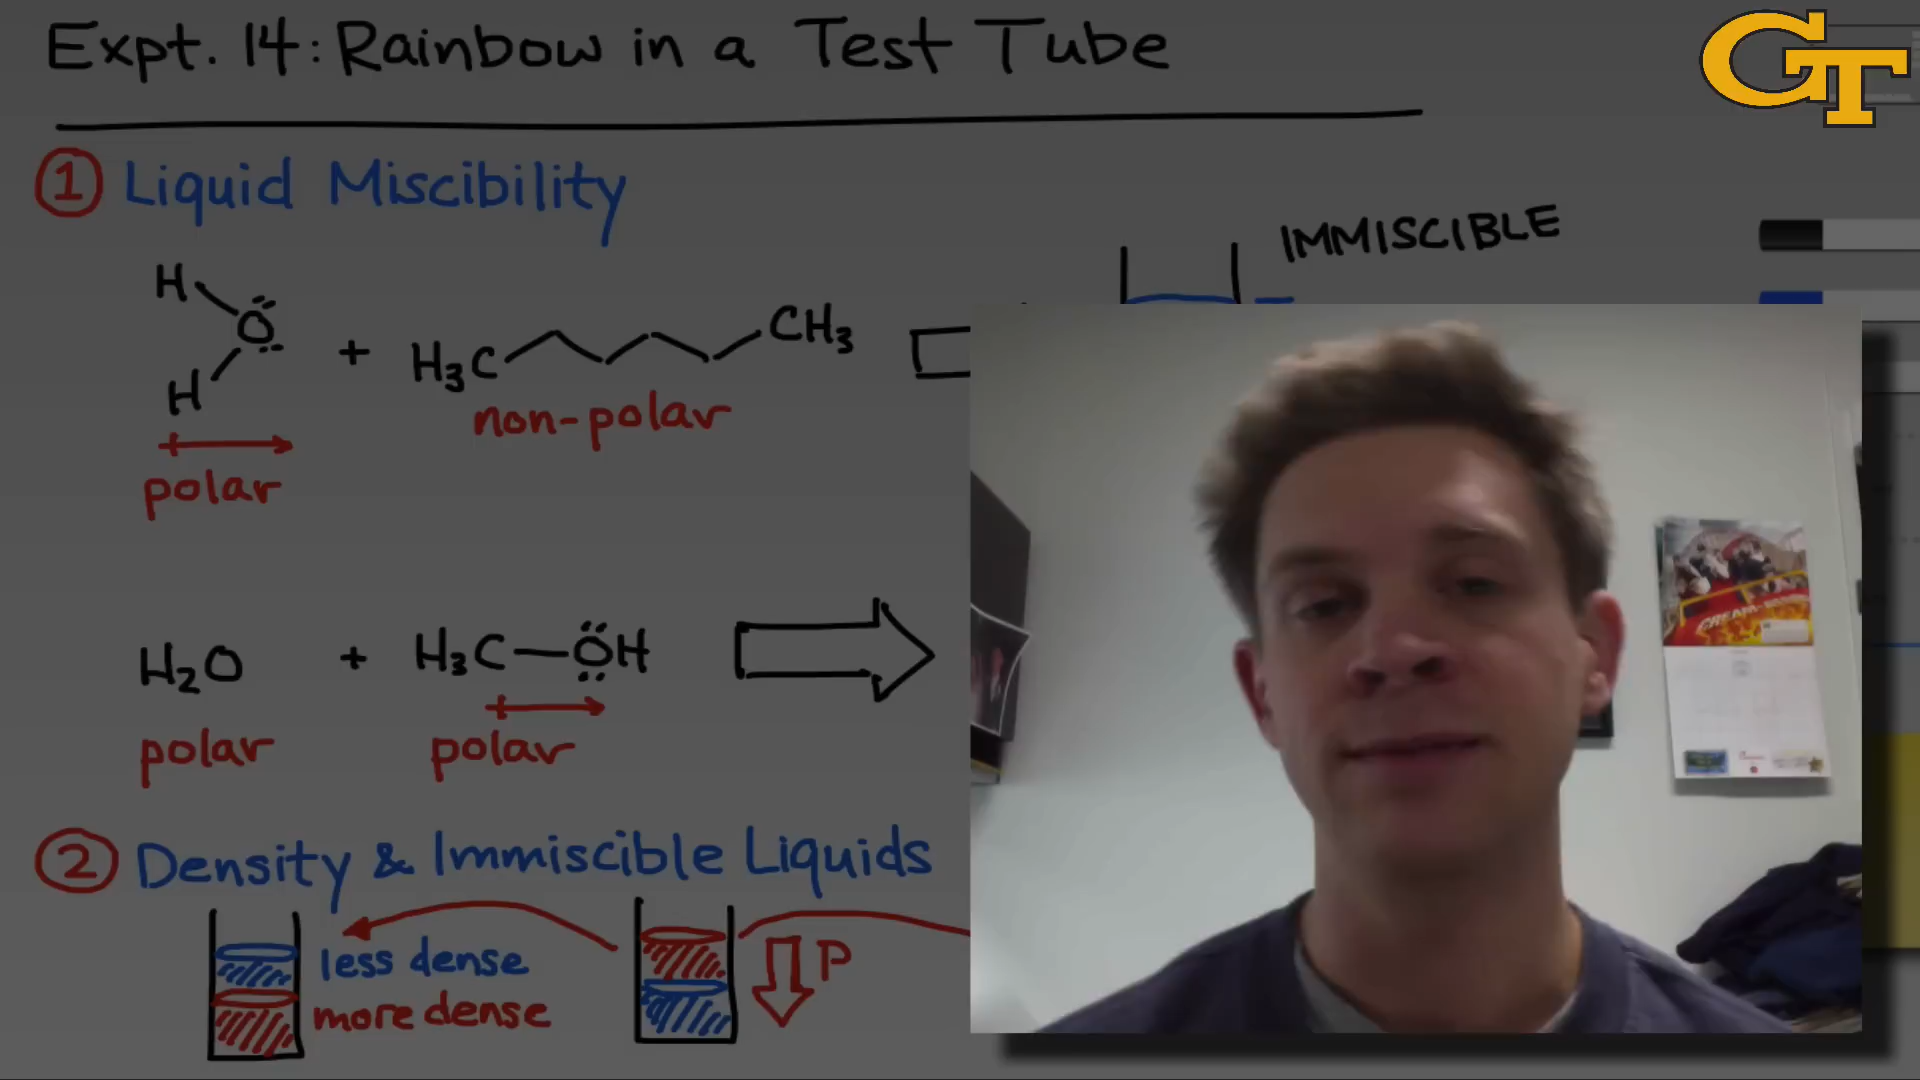 Expt. 14: Rainbow in a Test Tube
GT
1 Liquid Miscibility
IMMISCIBLE
H
O
H
+
H₃C
CH₃
non-polar
polar
H₂O + H₃C—OH
polar
polar
2 Density & Immiscible Liquids
less dense
more dense
P